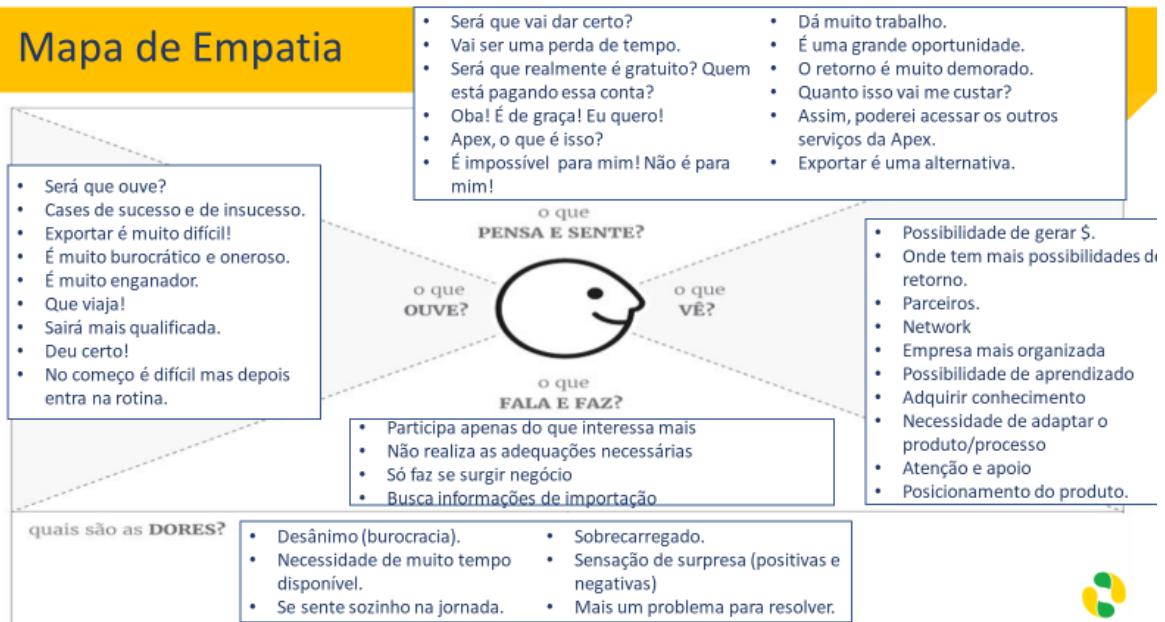 Mapa de Empatia
• Será que vai dar certo?
• Vai ser uma perda de tempo.
• Será que realmente é gratuito? Quem
está pagando essa conta?
• Oba! É de graça! Eu quero!
• Apex, o que é isso?
• É impossível para mim! Não é para
mim!
• Dá muito trabalho.
• É uma grande oportunidade.
• O retorno é muito demorado.
• Quanto isso vai me custar?
• Assim, poderei acessar os outros
serviços da Apex.
• Exportar é uma alternativa.
• Será que ouve?
• Cases de sucesso e de insucesso.
• Exportar é muito difícil!
• É muito burocrático e oneroso.
• É muito enganador.
• Que viaja!
• Sairá mais qualificada.
• Deu certo!
• No começo é difícil mas depois
entra na rotina.
o que
PENSA E SENTE?
o que
OUVE?
o que
VÊ?
o que
FALA E FAZ?
• Possibilidade de gerar $.
• Onde tem mais possibilidades de
retorno.
• Parceiros.
• Network
• Empresa mais organizada
• Possibilidade de aprendizado
• Adquirir conhecimento
• Necessidade de adaptar o
produto/processo
• Atenção e apoio
• Posicionamento do produto.
• Participa apenas do que interessa mais
• Não realiza as adequações necessárias
• Só faz se surgir negócio
• Busca informações de importação
quais são as DORES?
• Desânimo (burocracia).
• Necessidade de muito tempo
disponível.
• Se sente sozinho na jornada.
• Sobrecarregado.
• Sensação de surpresa (positivas e
negativas)
• Mais um problema para resolver.